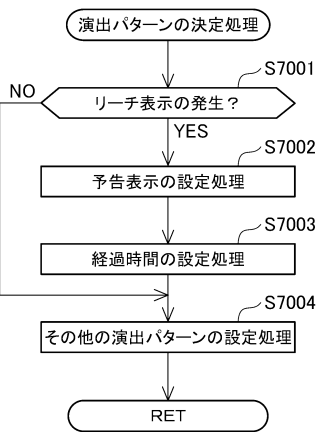 演出パターンの決定処理
S7001
NO
リーチ表示の発生？
YES
S7002
予告表示の設定処理
S7003
経過時間の設定処理
S7004
その他の演出パターンの設定処理
RET